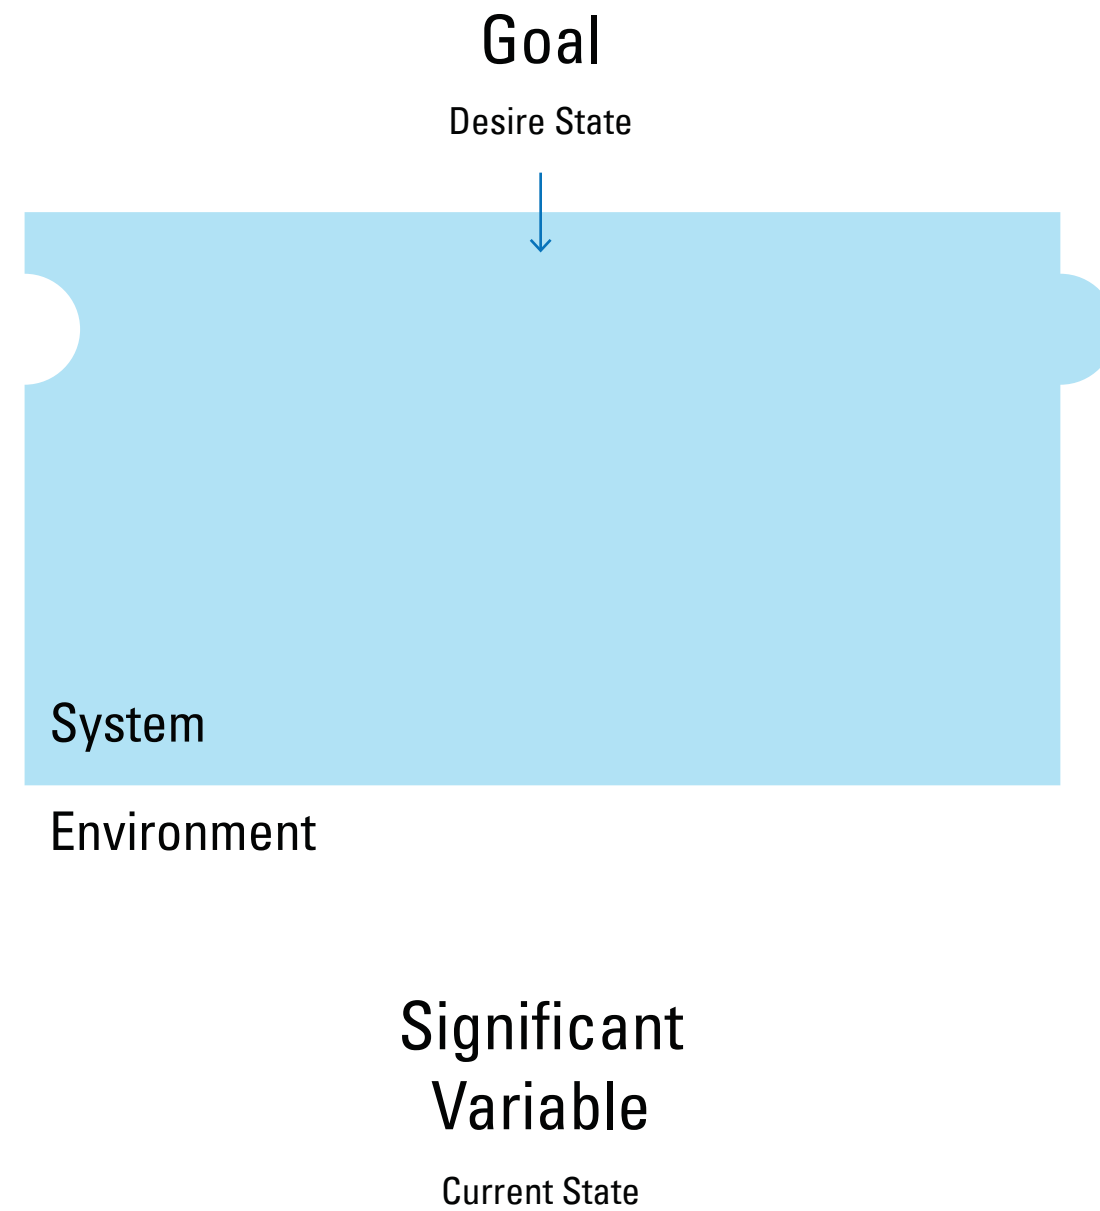 Goal
Desire State
System
Environment
Significant
Variable
Current State